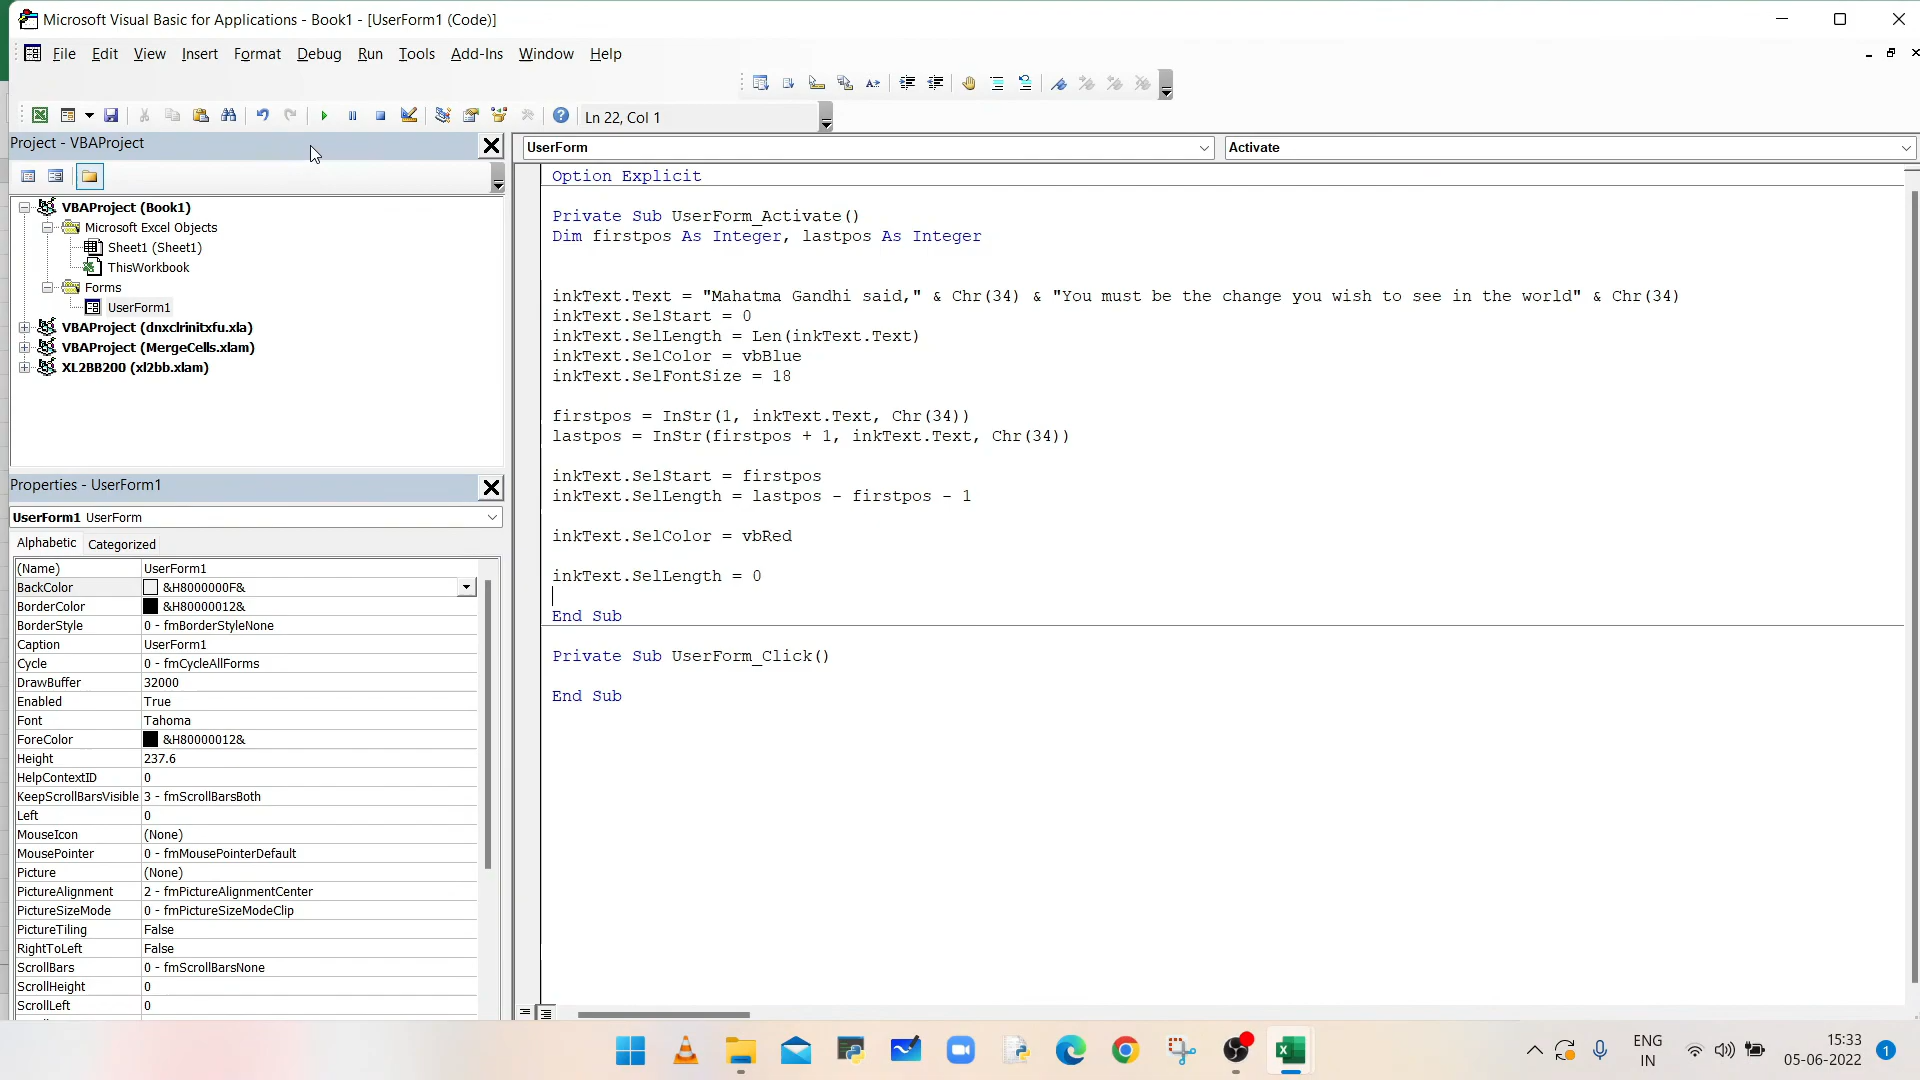 Microsoft Visual Basic for Applications - Book1 - [UserForm1 (Code)]
File Edit View Insert Format Debug Run Tools Add-Ins Window Help
Ln 22, Col 1
Project - VBAProject
VBAProject (Book1)
Microsoft Excel Objects
Sheet1 (Sheet1)
ThisWorkbook
Forms
UserForm1
VBAProject (dnxclrinitxfu.xla)
VBAProject (MergeCells.xlam)
XL2BB200 (xl2bb.xlam)
Properties - UserForm1
UserForm1 UserForm
Alphabetic Categorized
(Name) UserForm1
BackColor &H8000000F&
BorderColor &H80000012&
BorderStyle 0 - fmBorderStyleNone
Caption UserForm1
Cycle 0 - fmCycleAllForms
DrawBuffer 32000
Enabled True
Font Tahoma
ForeColor &H80000012&
Height 237.6
HelpContextID 0
KeepScrollBarsVisible 3 - fmScrollBarsBoth
Left 0
MouseIcon (None)
MousePointer 0 - fmMousePointerDefault
Picture (None)
PictureAlignment 2 - fmPictureAlignmentCenter
PictureSizeMode 0 - fmPictureSizeModeClip
PictureTiling False
RightToLeft False
ScrollBars 0 - fmScrollBarsNone
ScrollHeight 0
ScrollLeft 0
UserForm Activate
Option Explicit
Private Sub UserForm_Activate()
Dim firstpos As Integer, lastpos As Integer
inkText.Text = "Mahatma Gandhi said," & Chr(34) & "You must be the change you wish to see in the world" & Chr(34)
inkText.SelStart = 0
inkText.SelLength = Len(inkText.Text)
inkText.SelColor = vbBlue
inkText.SelFontSize = 18
firstpos = InStr(1, inkText.Text, Chr(34))
lastpos = InStr(firstpos + 1, inkText.Text, Chr(34))
inkText.SelStart = firstpos
inkText.SelLength = lastpos - firstpos - 1
inkText.SelColor = vbRed
inkText.SelLength = 0
End Sub
Private Sub UserForm_Click()
End Sub
ENG
IN
15:33
05-06-2022
1